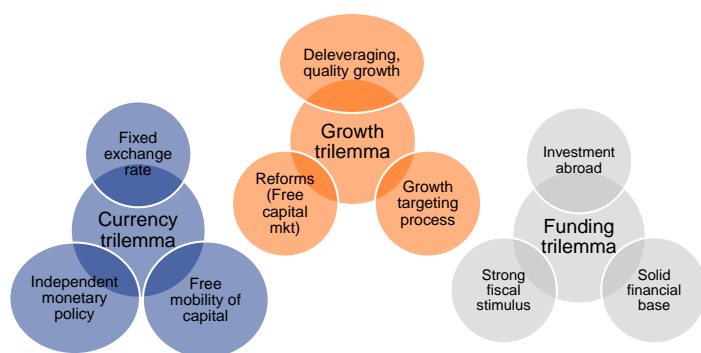 Deleveraging,
quality growth
Growth
trilemma
Reforms
(Free
capital
mkt)
Growth
targeting
process
Fixed
exchange
rate
Currency
trilemma
Independent
monetary
policy
Free
mobility of
capital
Investment
abroad
Funding
trilemma
Strong
fiscal
stimulus
Solid
financial
base